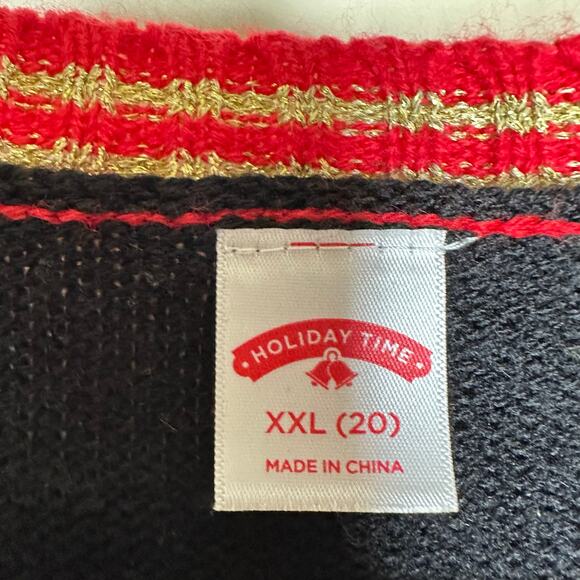 HOLIDAY TIME
XXL (20)
MADE IN CHINA